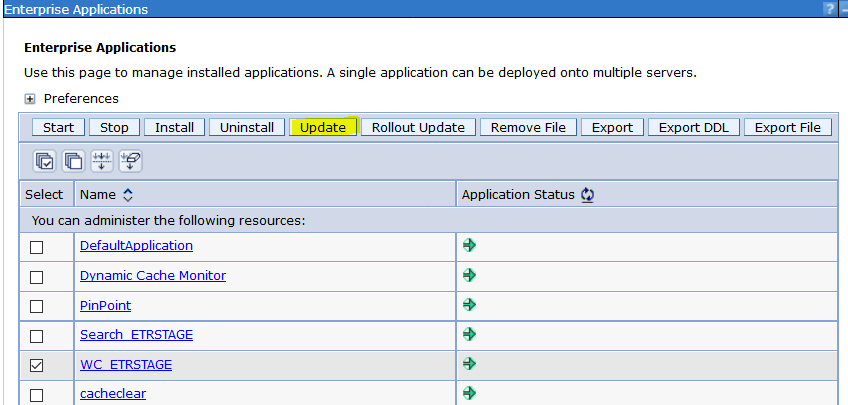 Enterprise Applications ?
Enterprise Applications
Use this page to manage installed applications. A single application can be deployed onto multiple servers.
Preferences
Start Stop Install Uninstall Update Rollout Update Remove File Export Export DDL Export File
Select Name Application Status
You can administer the following resources:
DefaultApplication
Dynamic Cache Monitor
PinPoint
Search_ETRSTAGE
WC_ETRSTAGE
cacheclear